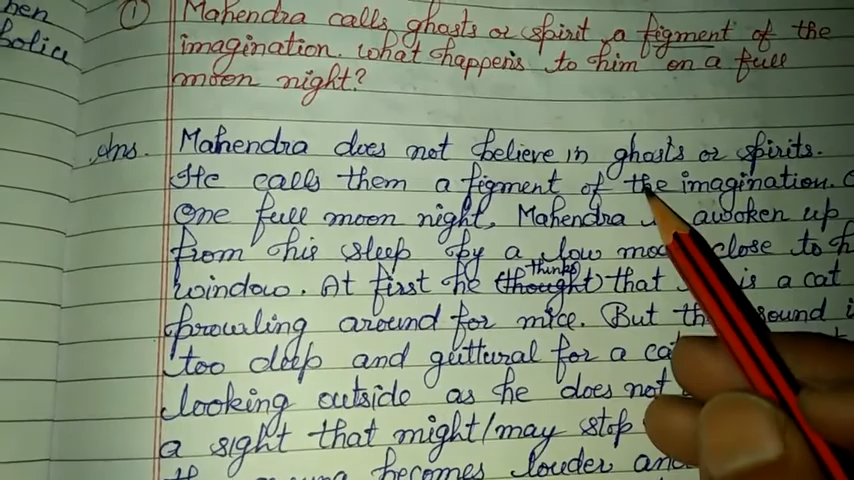 hen
Police
① Mahendra calls ghosts or spirit a figment of the
imagination. What happens to him on a full
moon night?
Ans. Mahendra does not believe in ghosts or spirits.
He calls them a figment of the imagination.
One full moon night, Mahendra awoken up
from his sleep by a low close to
window. At first he (thought) thinks that is a cat
prowling around for mice. But sound
too deep and guttural for a
looking outside as he does not
a sight that might/may stop
becomes louder and